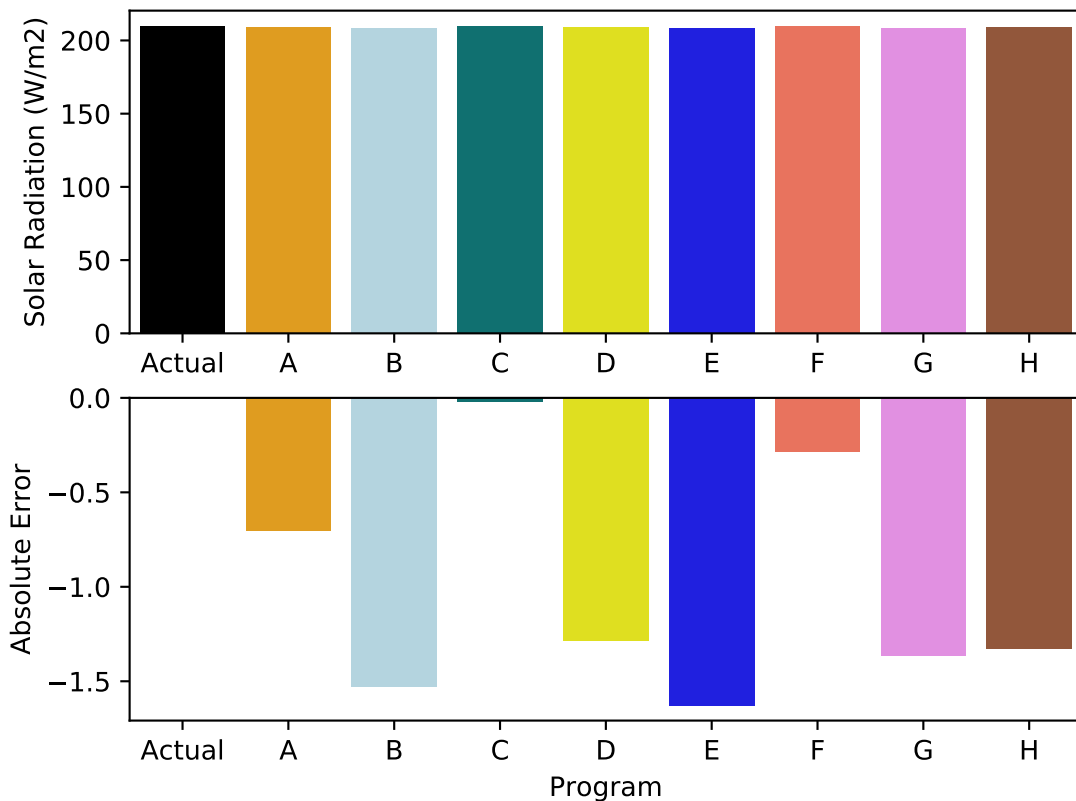 Solar Radiation (W/m2)
200
150
100
50
0
Actual A B C D E F G H
Absolute Error
0.0
−0.5
−1.0
−1.5
Actual A B C D E F G H
Program